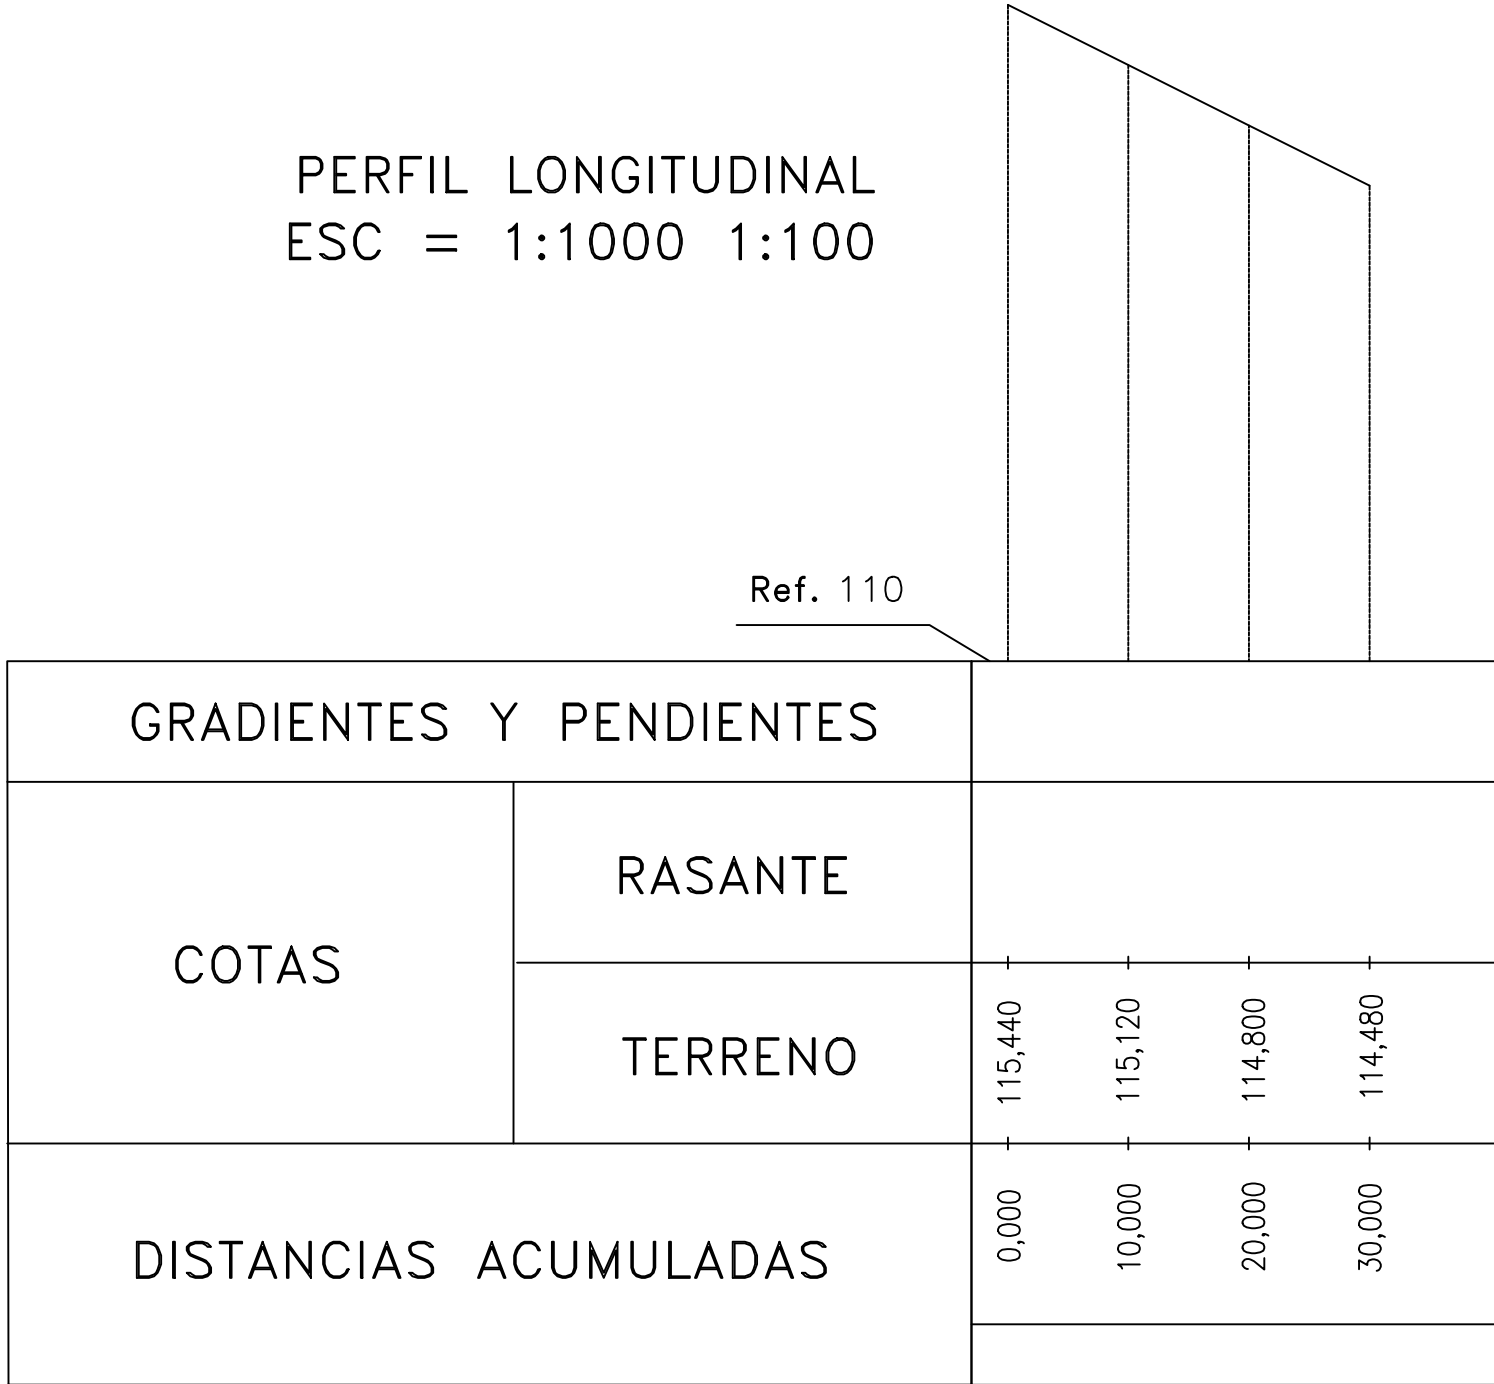 PERFIL LONGITUDINAL
ESC = 1:1000 1:100
Ref. 110
GRADIENTES Y PENDIENTES
COTAS
RASANTE
TERRENO
115,440
115,120
114,800
114,480
DISTANCIAS ACUMULADAS
0,000
10,000
20,000
30,000